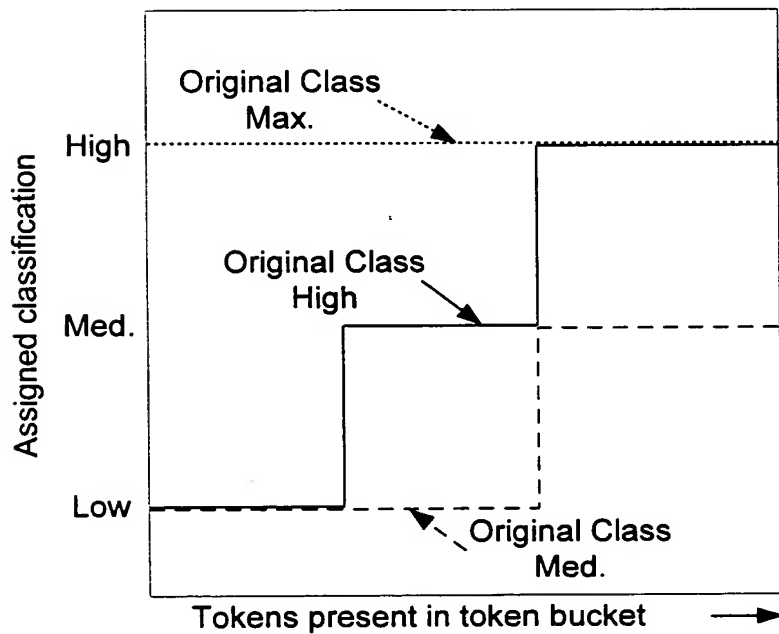 Original Class
Max.
High
Original Class
High
Med.
Assigned classification
Low
Original Class
Med.
Tokens present in token bucket